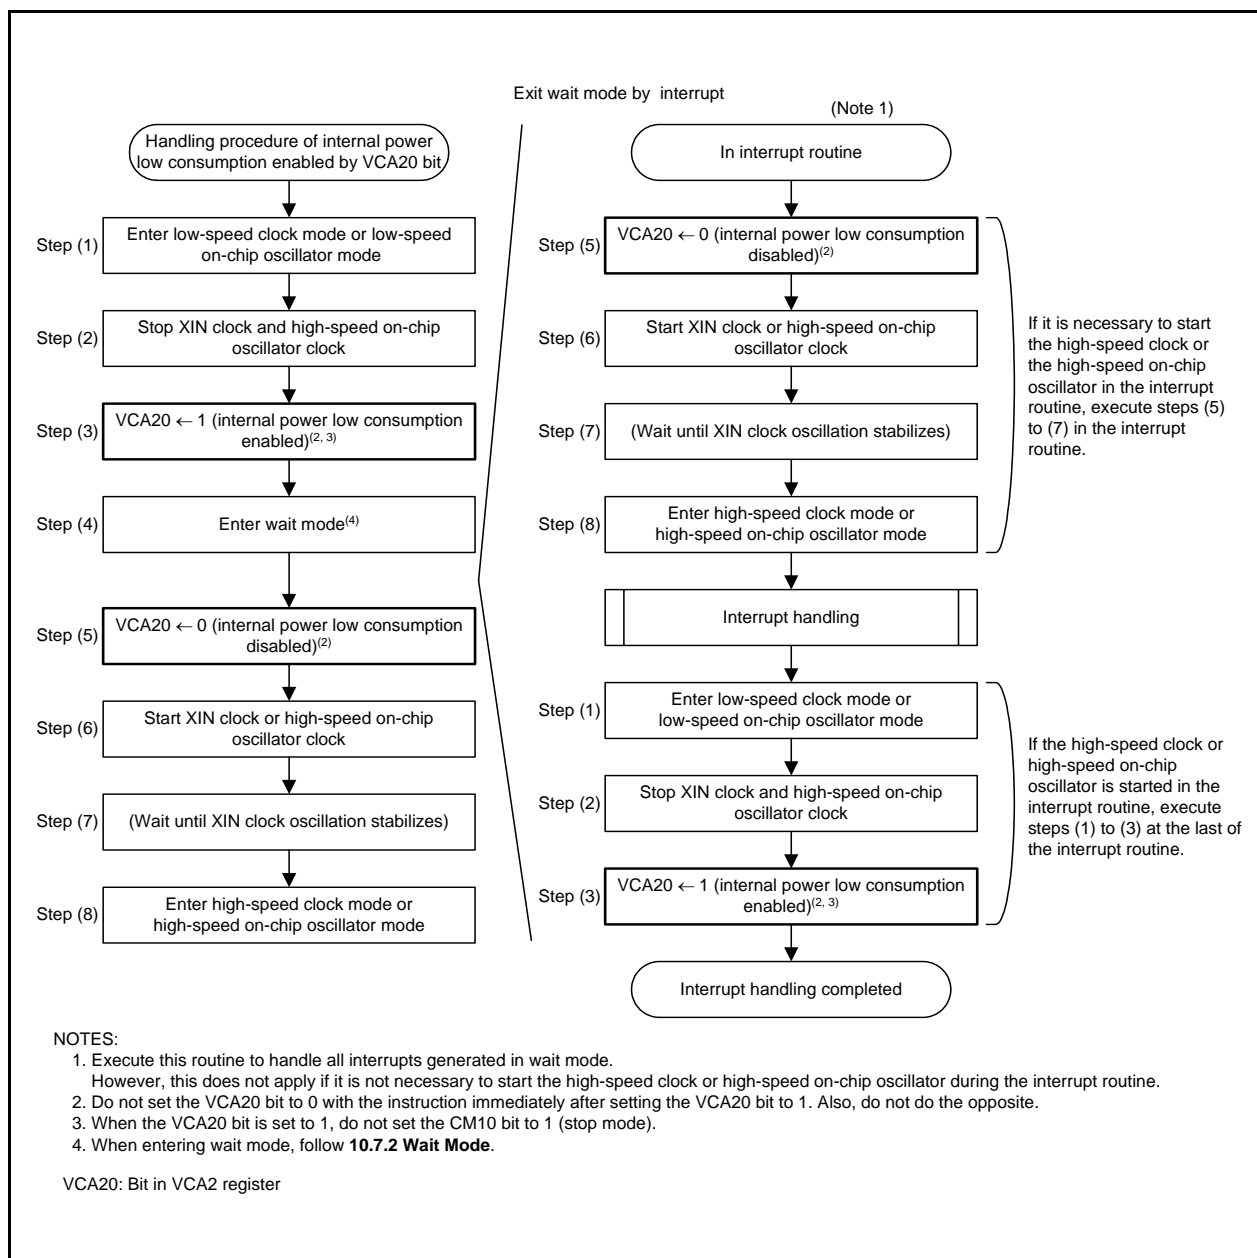 Exit wait mode by interrupt
(Note 1)
Handling procedure of internal power
low consumption enabled by VCA20 bit
Step (1)
Enter low-speed clock mode or low-speed
on-chip oscillator mode
Step (2)
Stop XIN clock and high-speed on-chip
oscillator clock
Step (3)
VCA20 ← 1 (internal power low consumption
enabled)(2, 3)
Step (4)
Enter wait mode(4)
Step (5)
VCA20 ← 0 (internal power low consumption
disabled)(2)
Step (6)
Start XIN clock or high-speed on-chip
oscillator clock
Step (7)
(Wait until XIN clock oscillation stabilizes)
Step (8)
Enter high-speed clock mode or
high-speed on-chip oscillator mode
In interrupt routine
Step (5)
VCA20 ← 0 (internal power low consumption
disabled)(2)
Step (6)
Start XIN clock or high-speed on-chip
oscillator clock
Step (7)
(Wait until XIN clock oscillation stabilizes)
Step (8)
Enter high-speed clock mode or
high-speed on-chip oscillator mode
If it is necessary to start
the high-speed clock or
the high-speed on-chip
oscillator in the interrupt
routine, execute steps (5)
to (7) in the interrupt
routine.
Interrupt handling
Step (1)
Enter low-speed clock mode or
low-speed on-chip oscillator mode
Step (2)
Stop XIN clock and high-speed on-chip
oscillator clock
Step (3)
VCA20 ← 1 (internal power low consumption
enabled)(2, 3)
If the high-speed clock or
high-speed on-chip
oscillator is started in the
interrupt routine, execute
steps (1) to (3) at the last of
the interrupt routine.
Interrupt handling completed
NOTES:
1. Execute this routine to handle all interrupts generated in wait mode.
However, this does not apply if it is not necessary to start the high-speed clock or high-speed on-chip oscillator during the interrupt routine.
2. Do not set the VCA20 bit to 0 with the instruction immediately after setting the VCA20 bit to 1. Also, do not do the opposite.
3. When the VCA20 bit is set to 1, do not set the CM10 bit to 1 (stop mode).
4. When entering wait mode, follow 10.7.2 Wait Mode.
VCA20: Bit in VCA2 register